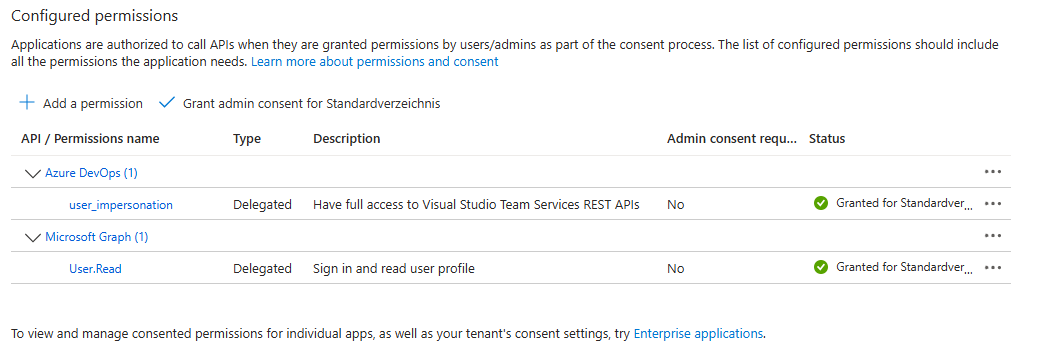 Configured permissions
Applications are authorized to call APIs when they are granted permissions by users/admins as part of the consent process. The list of configured permissions should include
all the permissions the application needs. Learn more about permissions and consent
Add a permission Grant admin consent for Standardverzeichnis
API / Permissions name Type Description Admin consent requ... Status
Azure DevOps (1)
user_impersonation Delegated Have full access to Visual Studio Team Services REST APIs No Granted for Standardver...
Microsoft Graph (1)
User.Read Delegated Sign in and read user profile No Granted for Standardver...
To view and manage consented permissions for individual apps, as well as your tenant's consent settings, try Enterprise applications.